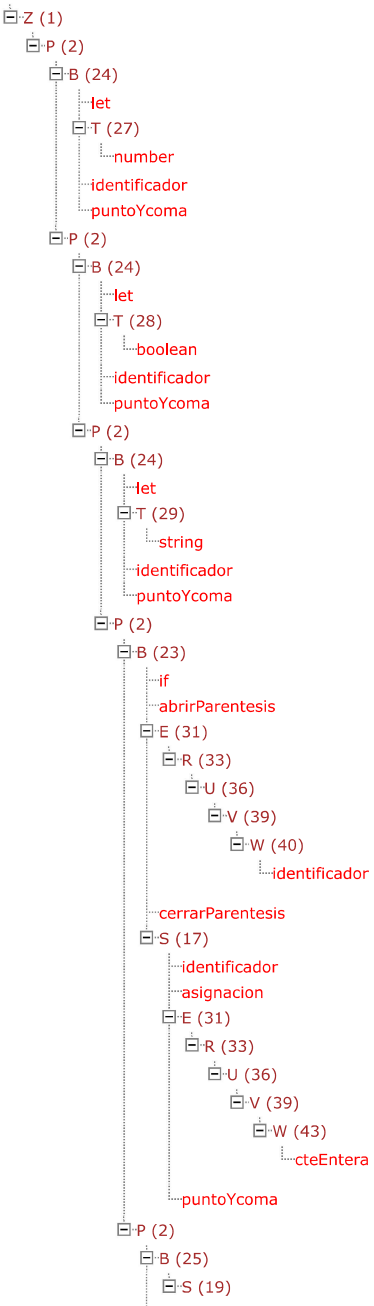 Z (1)
P (2)
B (24)
let
T (27)
number
identificador
puntoYcoma
P (2)
B (24)
let
T (28)
boolean
identificador
puntoYcoma
P (2)
B (24)
let
T (29)
string
identificador
puntoYcoma
P (2)
B (23)
if
abrirParentesis
E (31)
R (33)
U (36)
V (39)
W (40)
identificador
cerrarParentesis
S (17)
identificador
asignacion
E (31)
R (33)
U (36)
V (39)
W (43)
cteEntera
puntoYcoma
P (2)
B (25)
S (19)